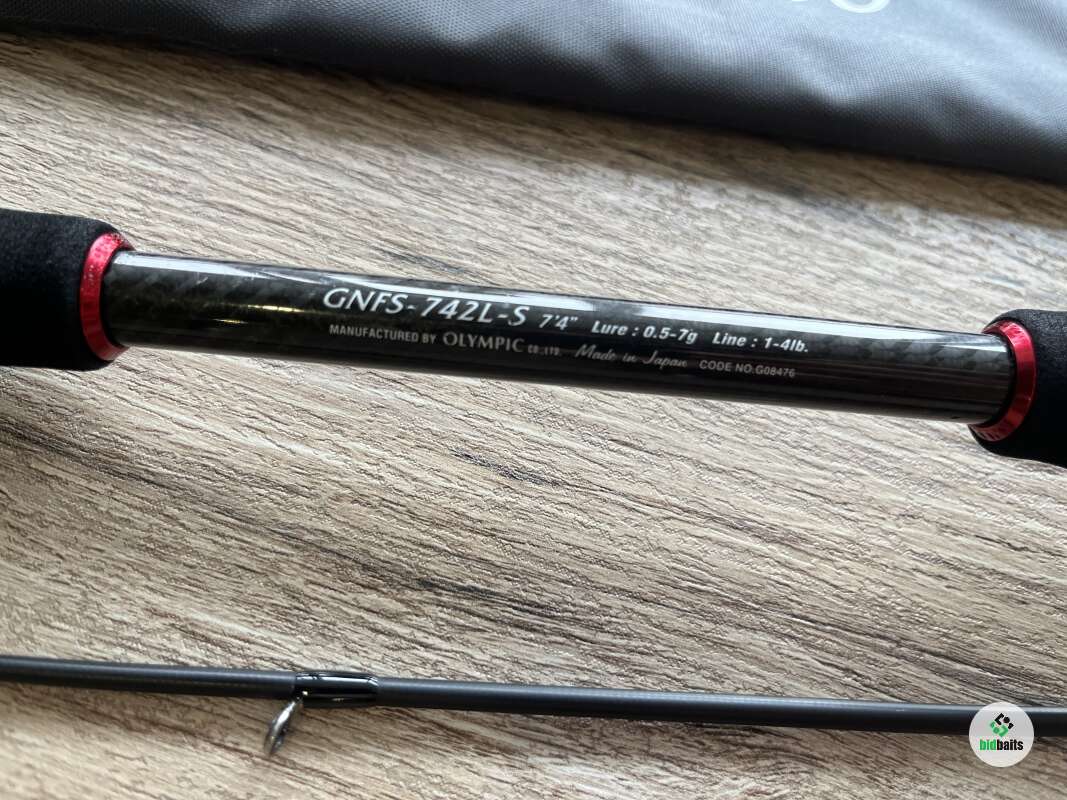 GNFS-742L-S 7'4" Lure : 0.5-7g Line : 1-4lb.
MANUFACTURED BY OLYMPIC CO.,LTD. Made in Japan CODE NO.G08476
bidbaits